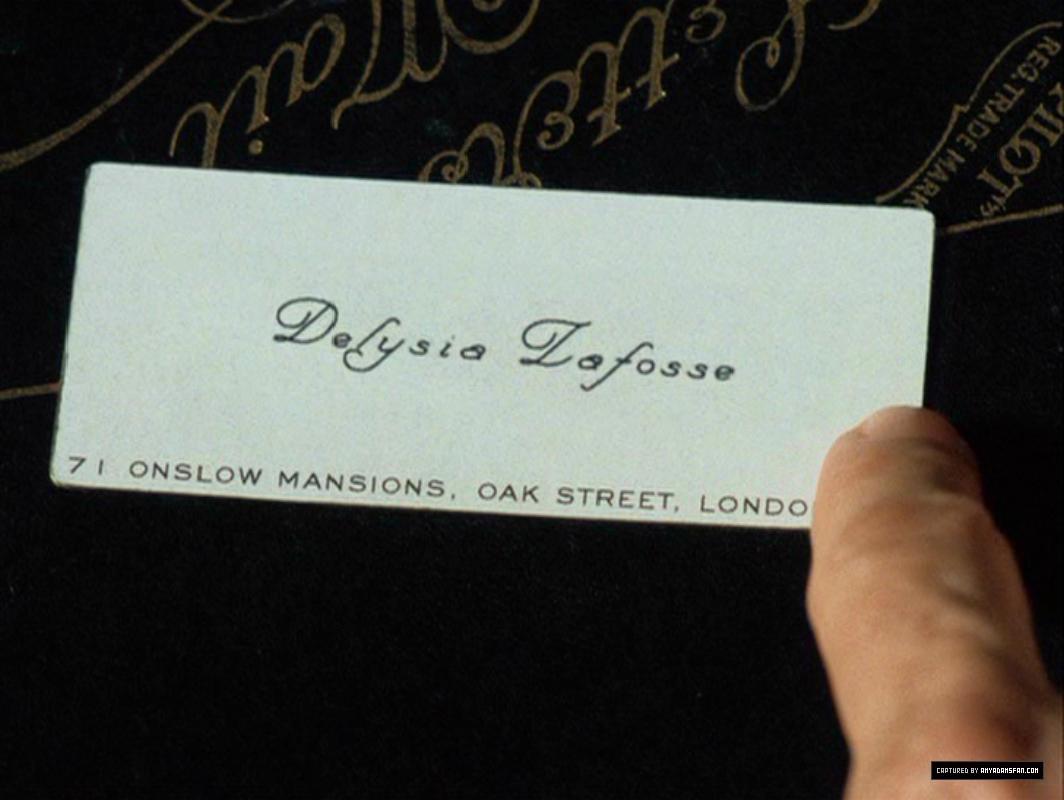 REG. TRADE MARK
Delysia Lafosse
71 ONSLOW MANSIONS, OAK STREET, LONDO
CAPTURED BY AMYADAMSFAN.COM